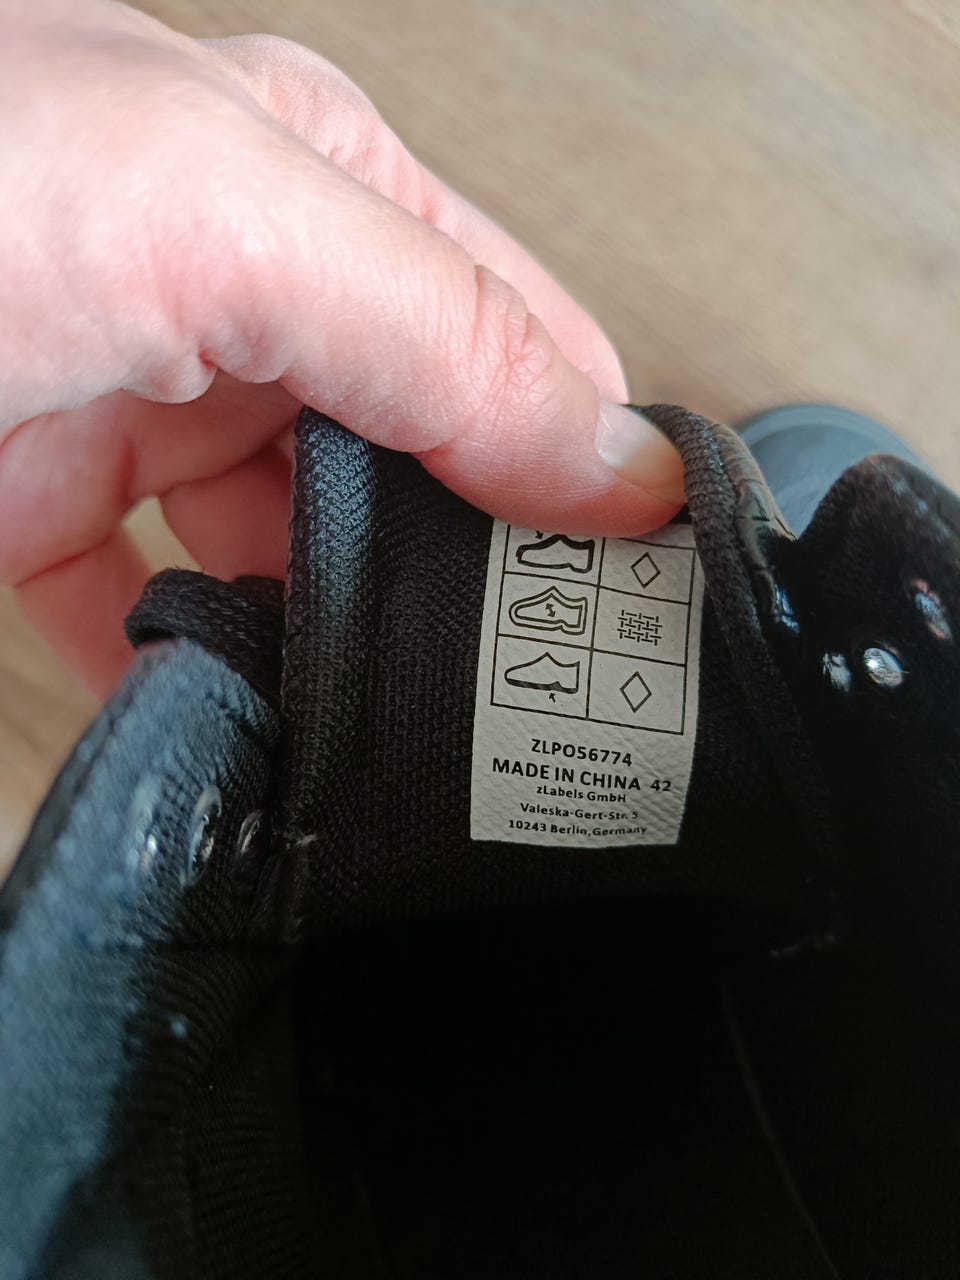 ZLPO56774
MADE IN CHINA 42
zLabels GmbH
Valeska-Gert-Str. 5
10243 Berlin,Germany